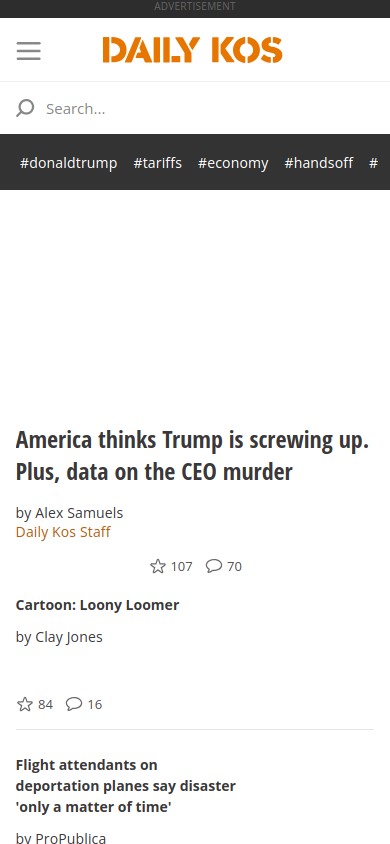 ADVERTISEMENT
DAILY KOS
Search...
#donaldtrump #tariffs #economy #handsoff #
America thinks Trump is screwing up.
Plus, data on the CEO murder
by Alex Samuels
Daily Kos Staff
107 70
Cartoon: Loony Loomer
by Clay Jones
84 16
Flight attendants on
deportation planes say disaster
'only a matter of time'
by ProPublica